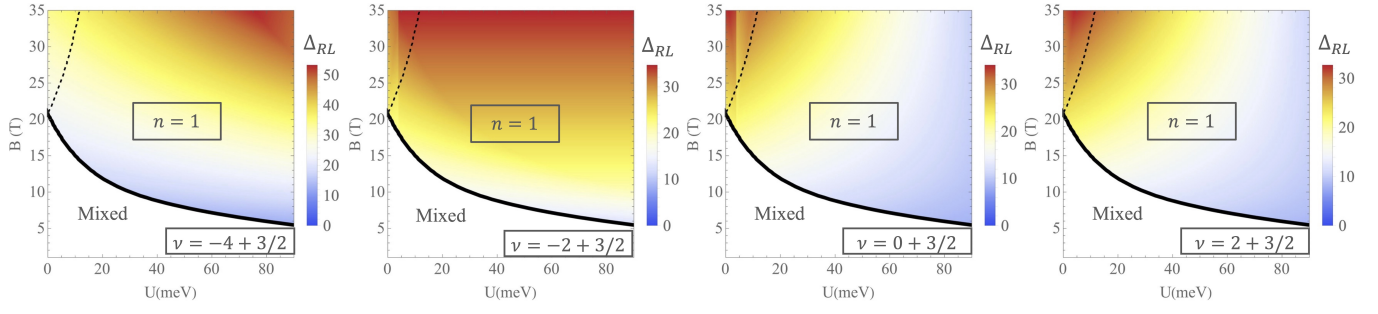 35
30
25
20
15
10
5
B (T)
n = 1
Mixed
ν = −4 + 3/2
0 20 40 60 80
U(meV)
Δ_RL
50
40
30
20
10
0
35
30
25
20
15
10
5
B (T)
n = 1
Mixed
ν = −2 + 3/2
0 20 40 60 80
U(meV)
Δ_RL
30
20
10
0
35
30
25
20
15
10
5
B (T)
n = 1
Mixed
ν = 0 + 3/2
0 20 40 60 80
U(meV)
Δ_RL
30
20
10
0
35
30
25
20
15
10
5
B (T)
n = 1
Mixed
ν = 2 + 3/2
0 20 40 60 80
U(meV)
Δ_RL
30
20
10
0